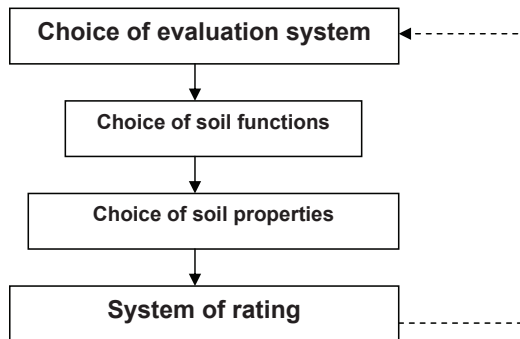 Choice of evaluation system
Choice of soil functions
Choice of soil properties
System of rating